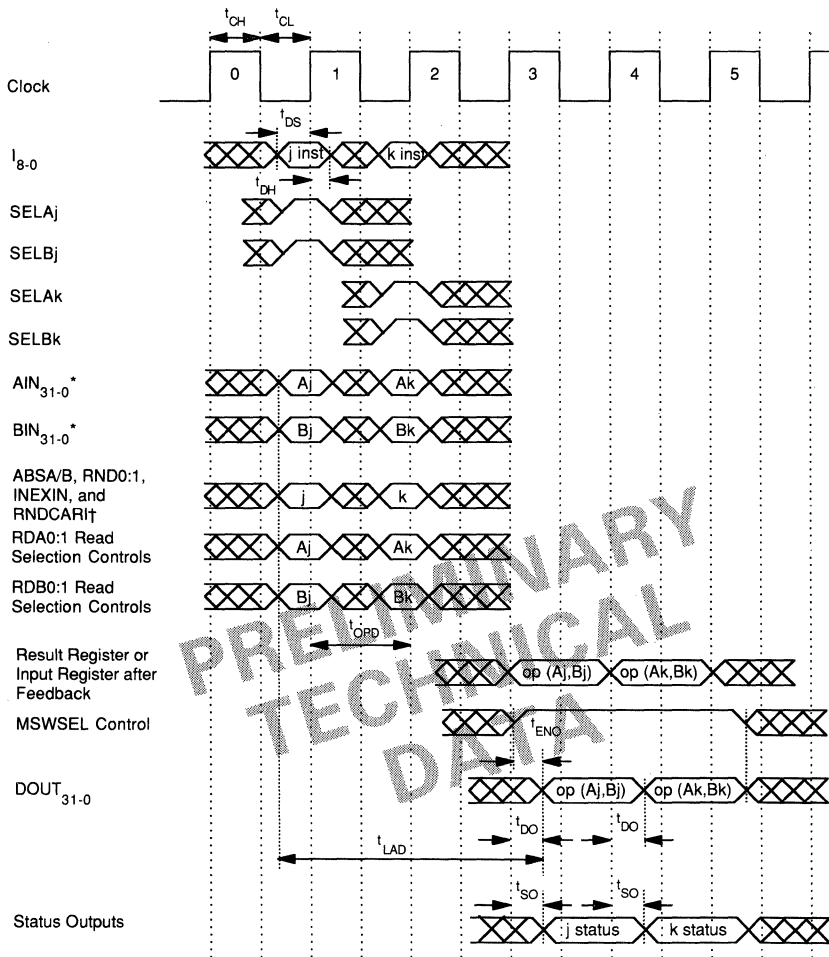 tCH tCL
Clock 0 1 2 3 4 5
tDS
I8-0 j inst k inst
tDH
SELAj
SELBj
SELAk
SELBk
AIN31-0* Aj Ak
BIN31-0* Bj Bk
ABSA/B, RND0:1,
INEXIN, and
RNDCARI† j k
RDA0:1 Read
Selection Controls Aj Ak
RDB0:1 Read
Selection Controls Bj Bk
tOPD
Result Register or
Input Register after
Feedback op (Aj,Bj) op (Ak,Bk)
MSWSEL Control
tENO
DOUT31-0 op (Aj,Bj) op (Ak,Bk)
tDO tDO
tLAD
tSO tSO
Status Outputs j status k status
PRELIMINARY
TECHNICAL
DATA